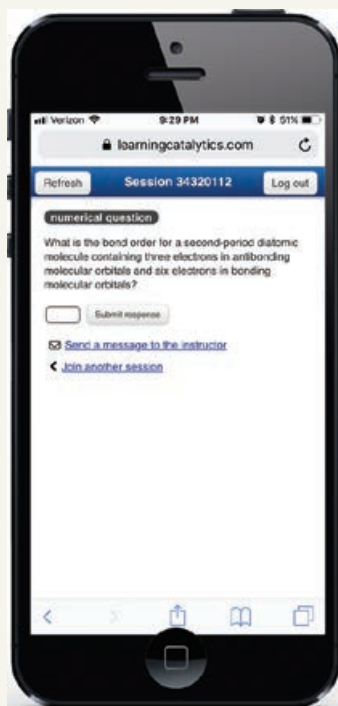 Verizon 9:29 PM 51%
learningcatalytics.com
Refresh Session 34320112 Log out
numerical question
What is the bond order for a second-period diatomic
molecule containing three electrons in antibonding
molecular orbitals and six electrons in bonding
molecular orbitals?
Submit response
Send a message to the instructor
Join another session